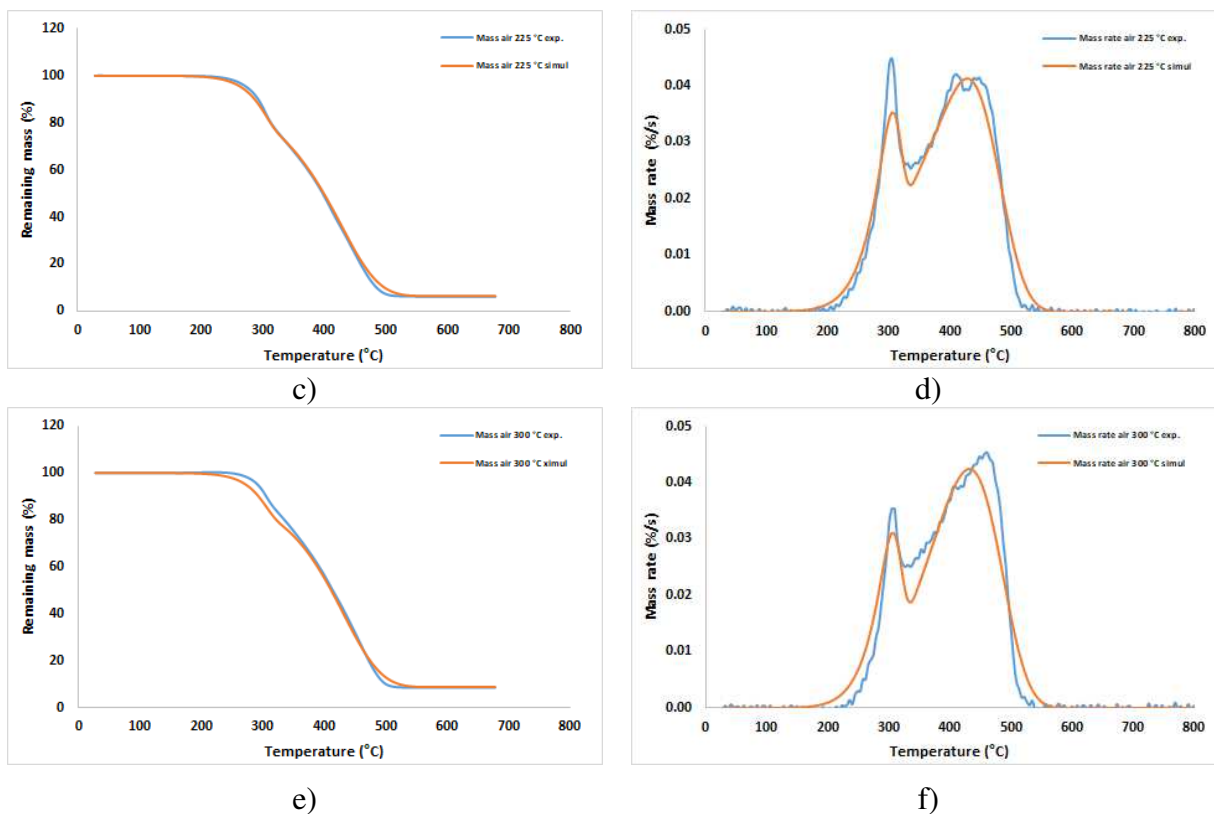 120
100
80
60
40
20
0
Remaining mass (%)
Mass air 225 °C exp.
Mass air 225 °C simul
0 100 200 300 400 500 600 700 800
Temperature (°C)
c)
0.05
0.04
0.03
0.02
0.01
0.00
Mass rate (%/s)
Mass rate air 225 °C exp.
Mass rate air 225 °C simul
0 100 200 300 400 500 600 700 800
Temperature (°C)
d)
120
100
80
60
40
20
0
Remaining mass (%)
Mass air 300 °C exp.
Mass air 300 °C ximul
0 100 200 300 400 500 600 700 800
Temperature (°C)
e)
0.05
0.04
0.03
0.02
0.01
0.00
Mass rate (%/s)
Mass rate air 300 °C exp.
Mass rate air 300 °C simul
0 100 200 300 400 500 600 700 800
Temperature (°C)
f)